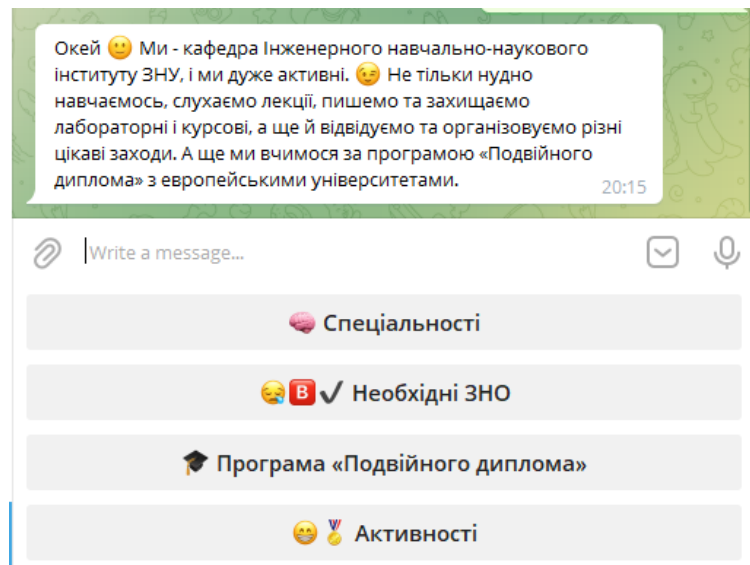 Окей 🙂 Ми - кафедра Інженерного навчально-наукового
інституту ЗНУ, і ми дуже активні. 😉 Не тільки нудно
навчаємось, слухаємо лекції, пишемо та захищаємо
лабораторні і курсові, а ще й відвідуємо та організовуємо різні
цікаві заходи. А ще ми вчимося за програмою «Подвійного
диплома» з европейськими університетами.
20:15
Write a message...
🧠 Спеціальності
😪🅱️✔️ Необхідні ЗНО
🎓 Програма «Подвійного диплома»
😁🎖️ Активності